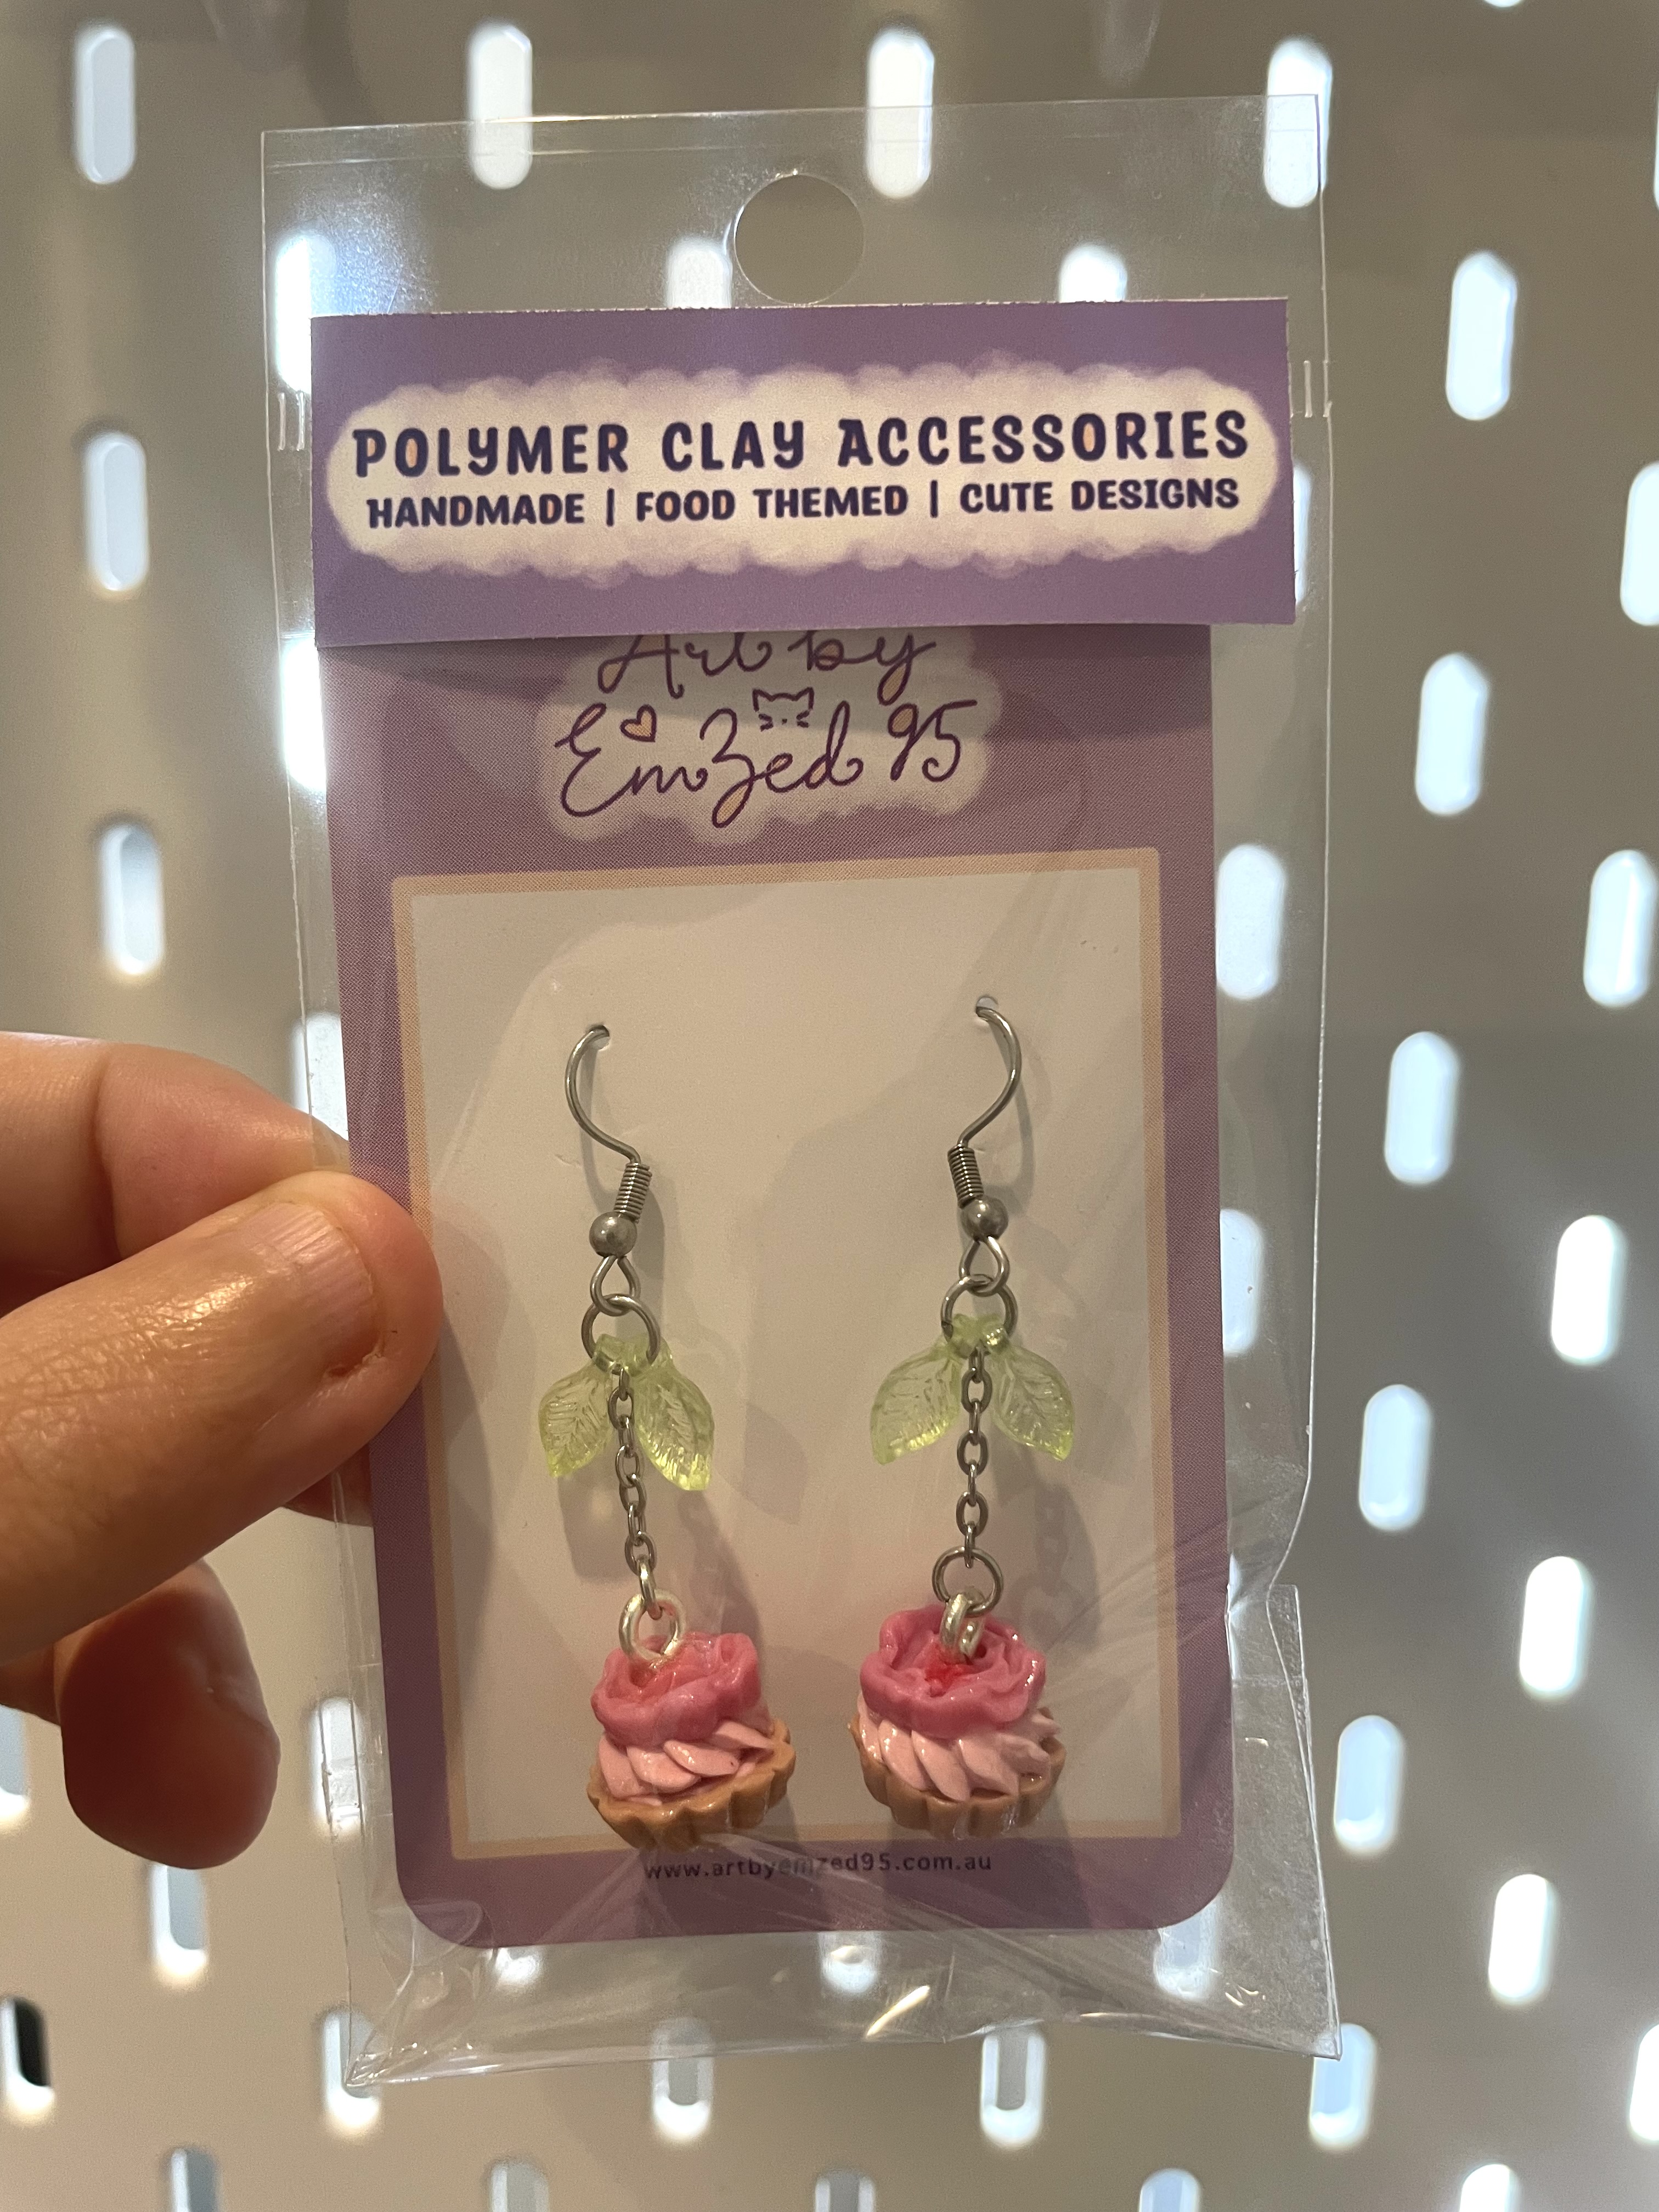 POLYMER CLAY ACCESSORIES
HANDMADE | FOOD THEMED | CUTE DESIGNS
Art by
EmZed 95
www.artbyemzed95.com.au